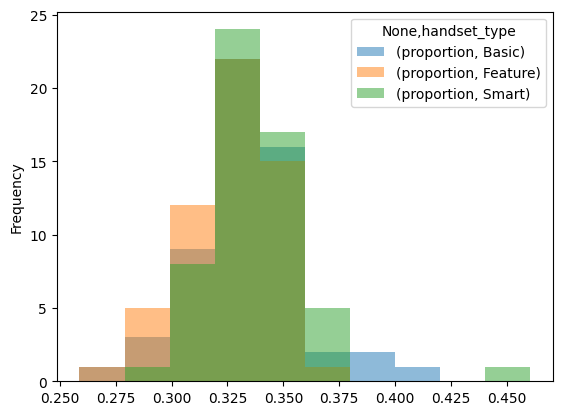 25
20
15
10
5
0
Frequency
None,handset_type
(proportion, Basic)
(proportion, Feature)
(proportion, Smart)
0.250 0.275 0.300 0.325 0.350 0.375 0.400 0.425 0.450